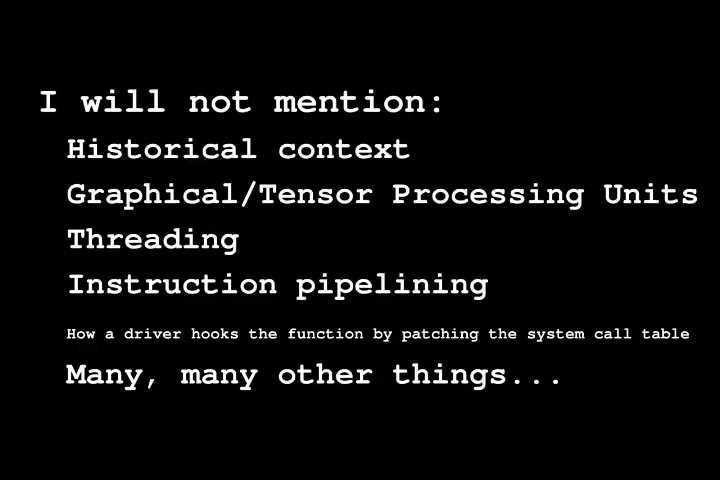 I will not mention:
Historical context
Graphical/Tensor Processing Units
Threading
Instruction pipelining
How a driver hooks the function by patching the system call table
Many, many other things...